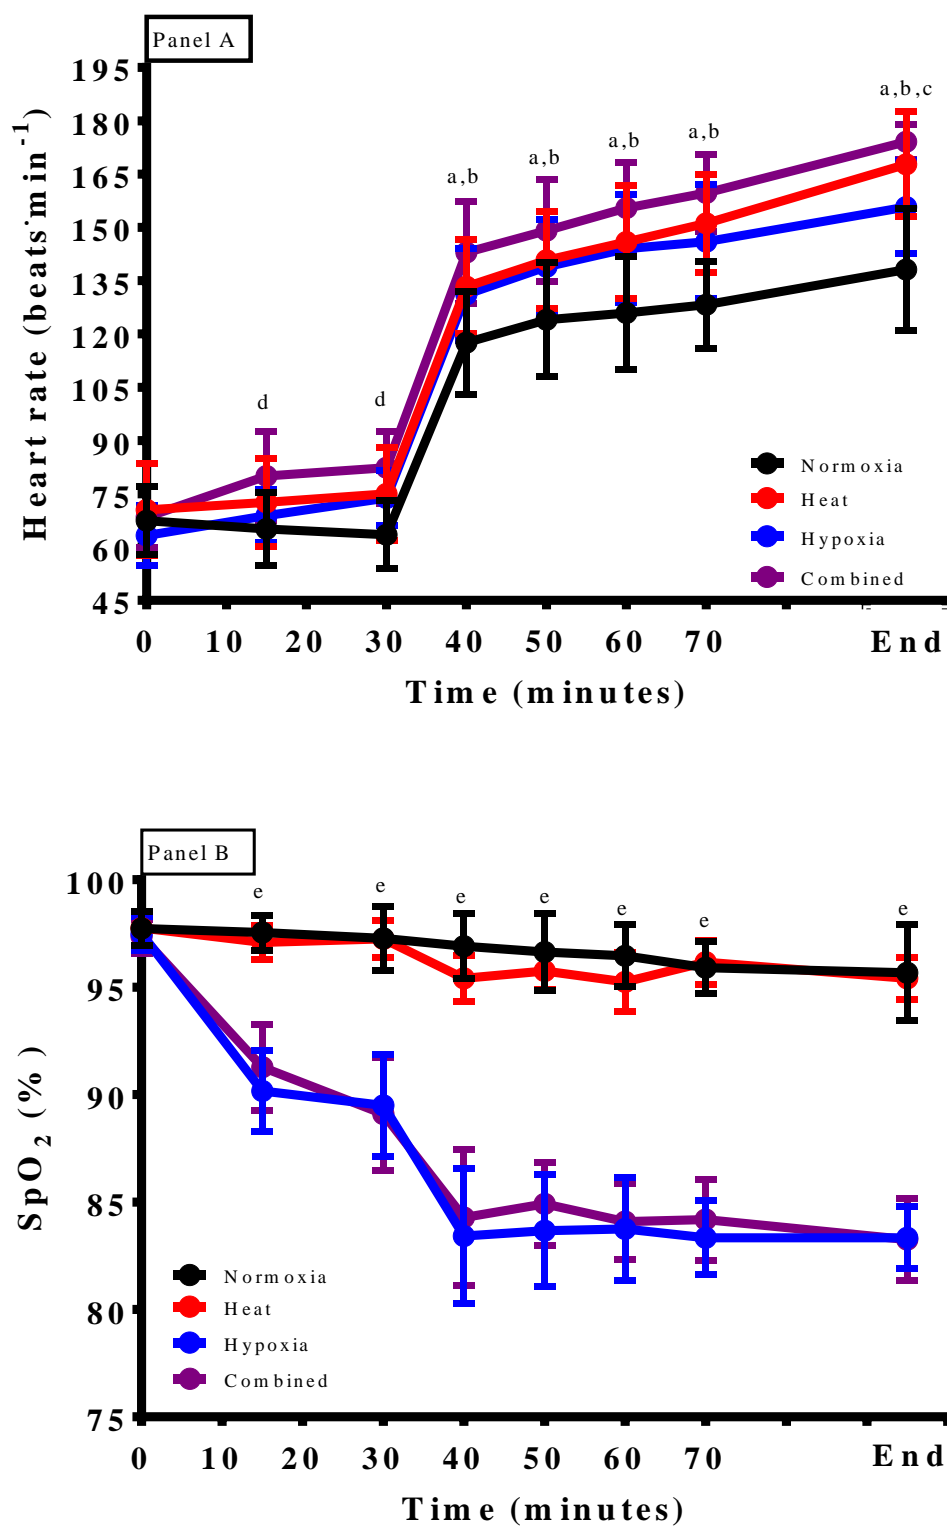 Panel A
Heart rate (beats·min-1)
195
180
165
150
135
120
105
90
75
60
45
d
d
a,b
a,b
a,b
a,b
a,b,c
Normoxia
Heat
Hypoxia
Combined
0 10 20 30 40 50 60 70 End
Time (minutes)
Panel B
SpO2 (%)
100
95
90
85
80
75
e
e
e
e
e
e
e
Normoxia
Heat
Hypoxia
Combined
0 10 20 30 40 50 60 70 End
Time (minutes)